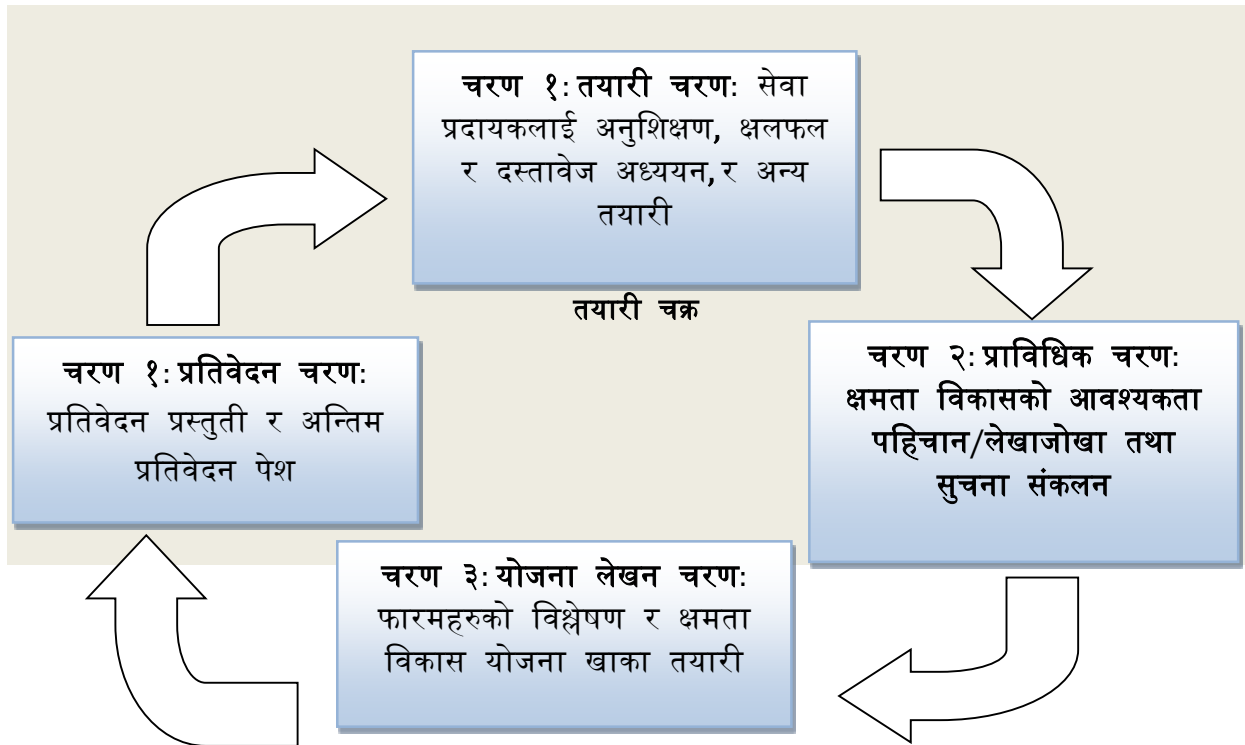 चरण १: तयारी चरण: सेवा
प्रदायकलाई अनुशिक्षण, क्षलफल
र दस्तावेज अध्ययन, र अन्य
तयारी
तयारी चक्र
चरण २: प्राविधिक चरण:
क्षमता विकासको आवश्यकता
पहिचान/लेखाजोखा तथा
सुचना संकलन
चरण ३: योजना लेखन चरण:
फारमहरुको विश्लेषण र क्षमता
विकास योजना खाका तयारी
चरण १: प्रतिवेदन चरण:
प्रतिवेदन प्रस्तुती र अन्तिम
प्रतिवेदन पेश